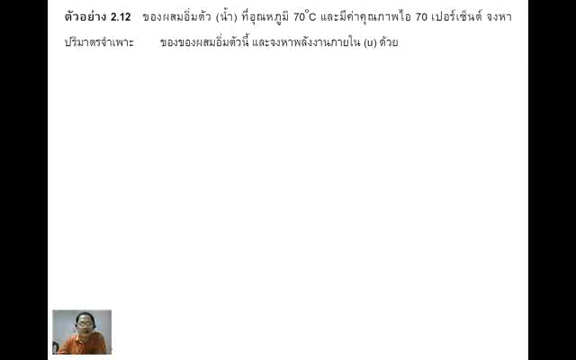 ตัวอย่าง 2.12 ของผสมอิ่มตัว (น้ำ) ที่อุณหภูมิ 70°C และมีค่าคุณภาพไอ 70 เปอร์เซ็นต์ จงหา
ปริมาตรจำเพาะ ของของผสมอิ่มตัวนี้ และจงหาพลังงานภายใน (u) ด้วย